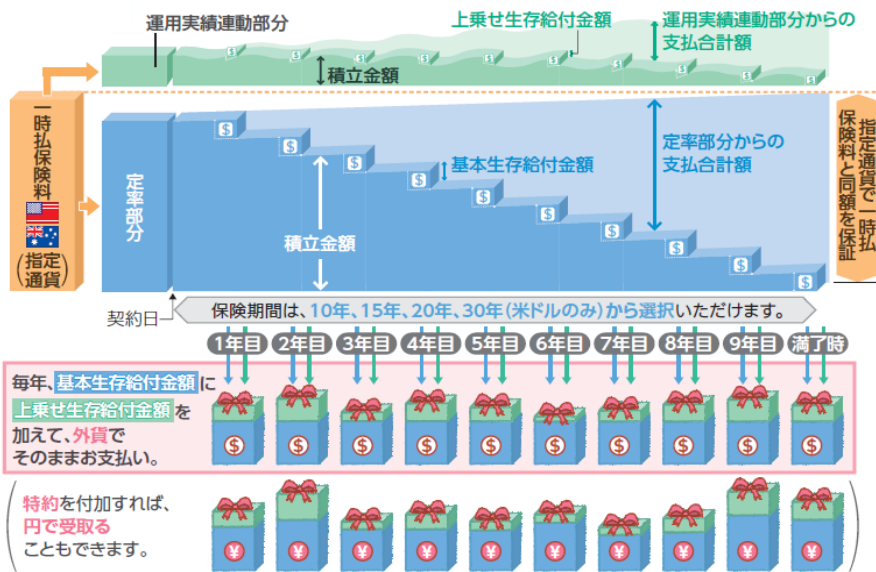 運用実績連動部分
上乗せ生存給付金額
運用実績連動部分からの
支払合計額
積立金額
一時払保険料
(指定
通貨)
定率部分
$
$
$
$
$
$
$
$
$
$
基本生存給付金額
定率部分からの
支払合計額
積立金額
指定通貨で一時払
保険料と同額を保証
契約日
保険期間は、10年、15年、20年、30年(米ドルのみ)から選択いただけます。
1年目 2年目 3年目 4年目 5年目 6年目 7年目 8年目 9年目 満了時
毎年、基本生存給付金額に
上乗せ生存給付金額を
加えて、外貨で
そのままお支払い。
$ $ $ $ $ $ $ $ $ $
(特約を付加すれば、
円で受取る
こともできます。)
¥ ¥ ¥ ¥ ¥ ¥ ¥ ¥ ¥ ¥